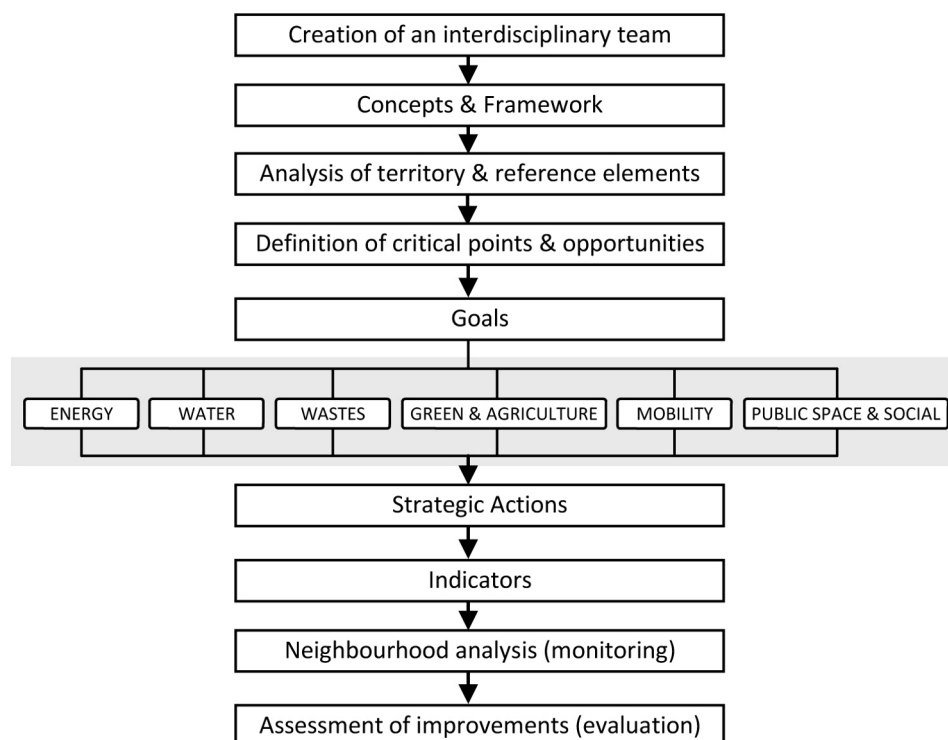 Creation of an interdisciplinary team
Concepts & Framework
Analysis of territory & reference elements
Definition of critical points & opportunities
Goals
ENERGY
WATER
WASTES
GREEN & AGRICULTURE
MOBILITY
PUBLIC SPACE & SOCIAL
Strategic Actions
Indicators
Neighbourhood analysis (monitoring)
Assessment of improvements (evaluation)